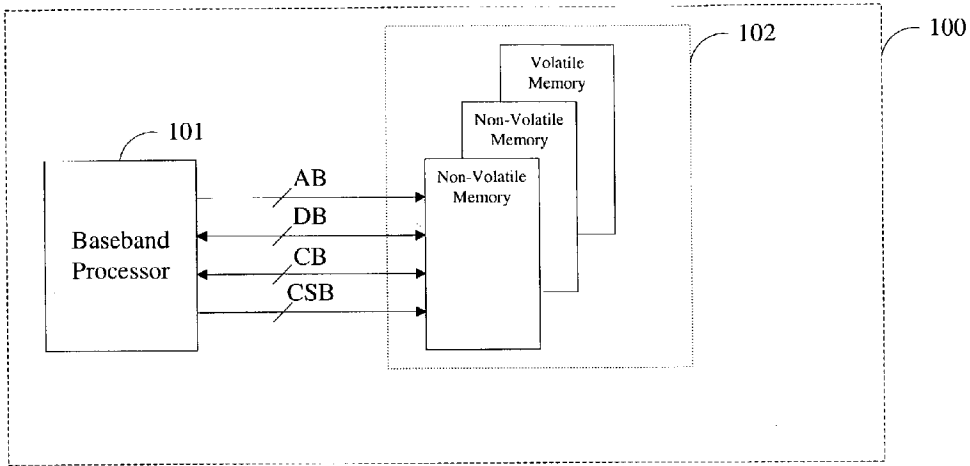 100
102
Volatile
Memory
101
Non-Volatile
Memory
Non-Volatile
Memory
AB
DB
Baseband
Processor
CB
CSB